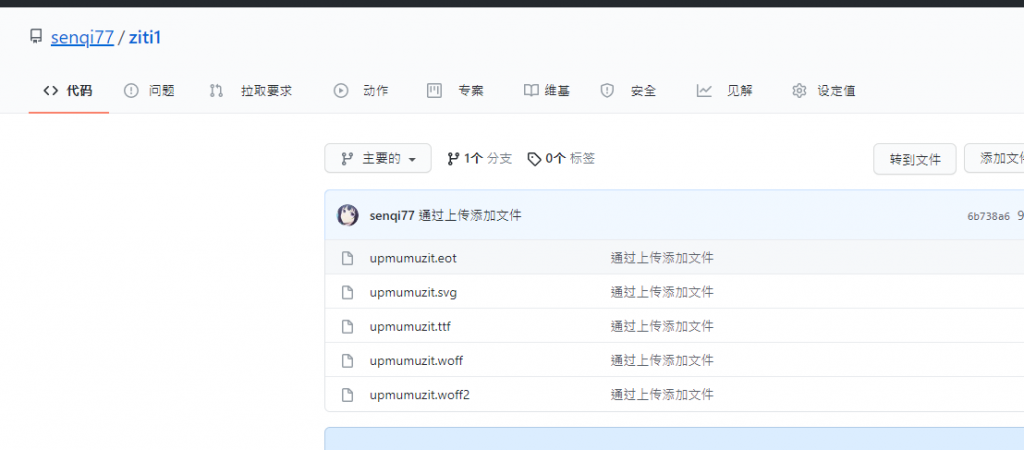 senqi77 / ziti1
代码 问题 拉取要求 动作 专案 维基 安全 见解 设定值
主要的 1个 分支 0个 标签 转到文件 添加文件
senqi77 通过上传添加文件 6b738a6 9
upmumuzit.eot 通过上传添加文件
upmumuzit.svg 通过上传添加文件
upmumuzit.ttf 通过上传添加文件
upmumuzit.woff 通过上传添加文件
upmumuzit.woff2 通过上传添加文件